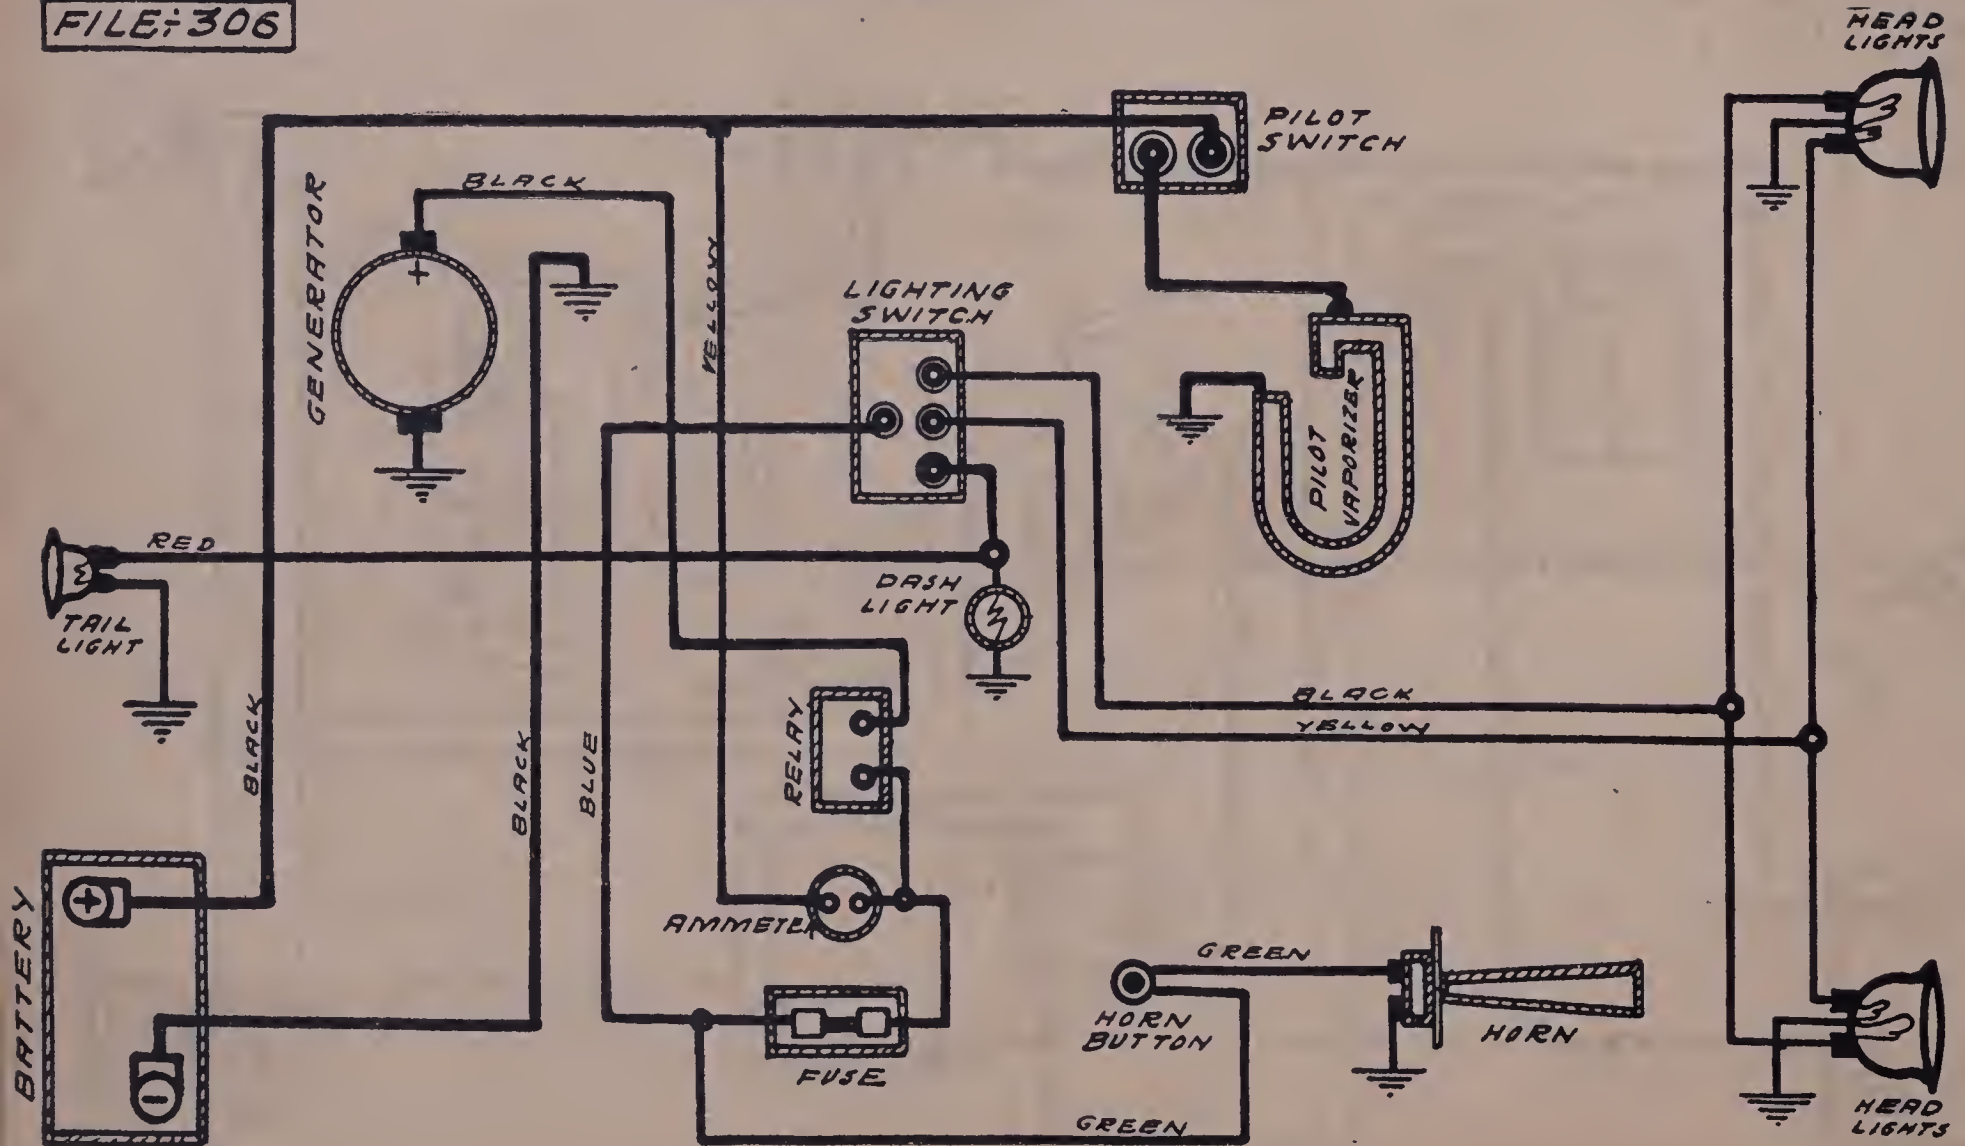 FILE÷306
HEAD
LIGHTS
PILOT
SWITCH
BLACK
GENERATOR
YELLOW
LIGHTING
SWITCH
+
PILOT
VAPORIZER
RED
DASH
LIGHT
TAIL
LIGHT
BLACK
BLACK
BLUE
RELAY
BLACK
YELLOW
BATTERY
+
AMMETER
GREEN
HORN
BUTTON
HORN
−
FUSE
GREEN
HEAD
LIGHTS